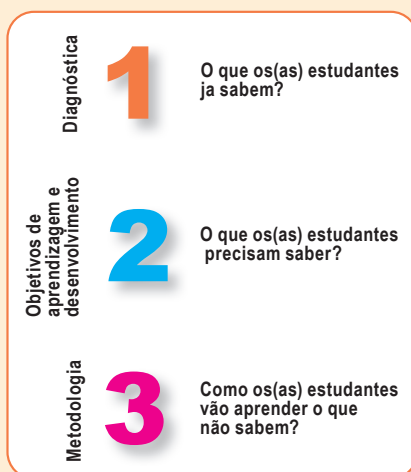 Diagnóstica
1
O que os(as) estudantes
ja sabem?
Objetivos de
aprendizagem e
desenvolvimento
2
O que os(as) estudantes
precisam saber?
Metodologia
3
Como os(as) estudantes
vão aprender o que
não sabem?